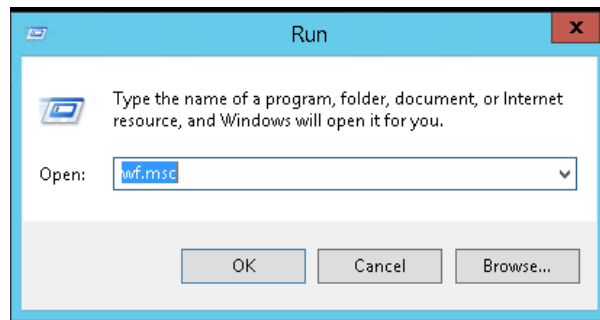 Run
x
Type the name of a program, folder, document, or Internet
resource, and Windows will open it for you.
Open:
wf.msc
OK
Cancel
Browse...